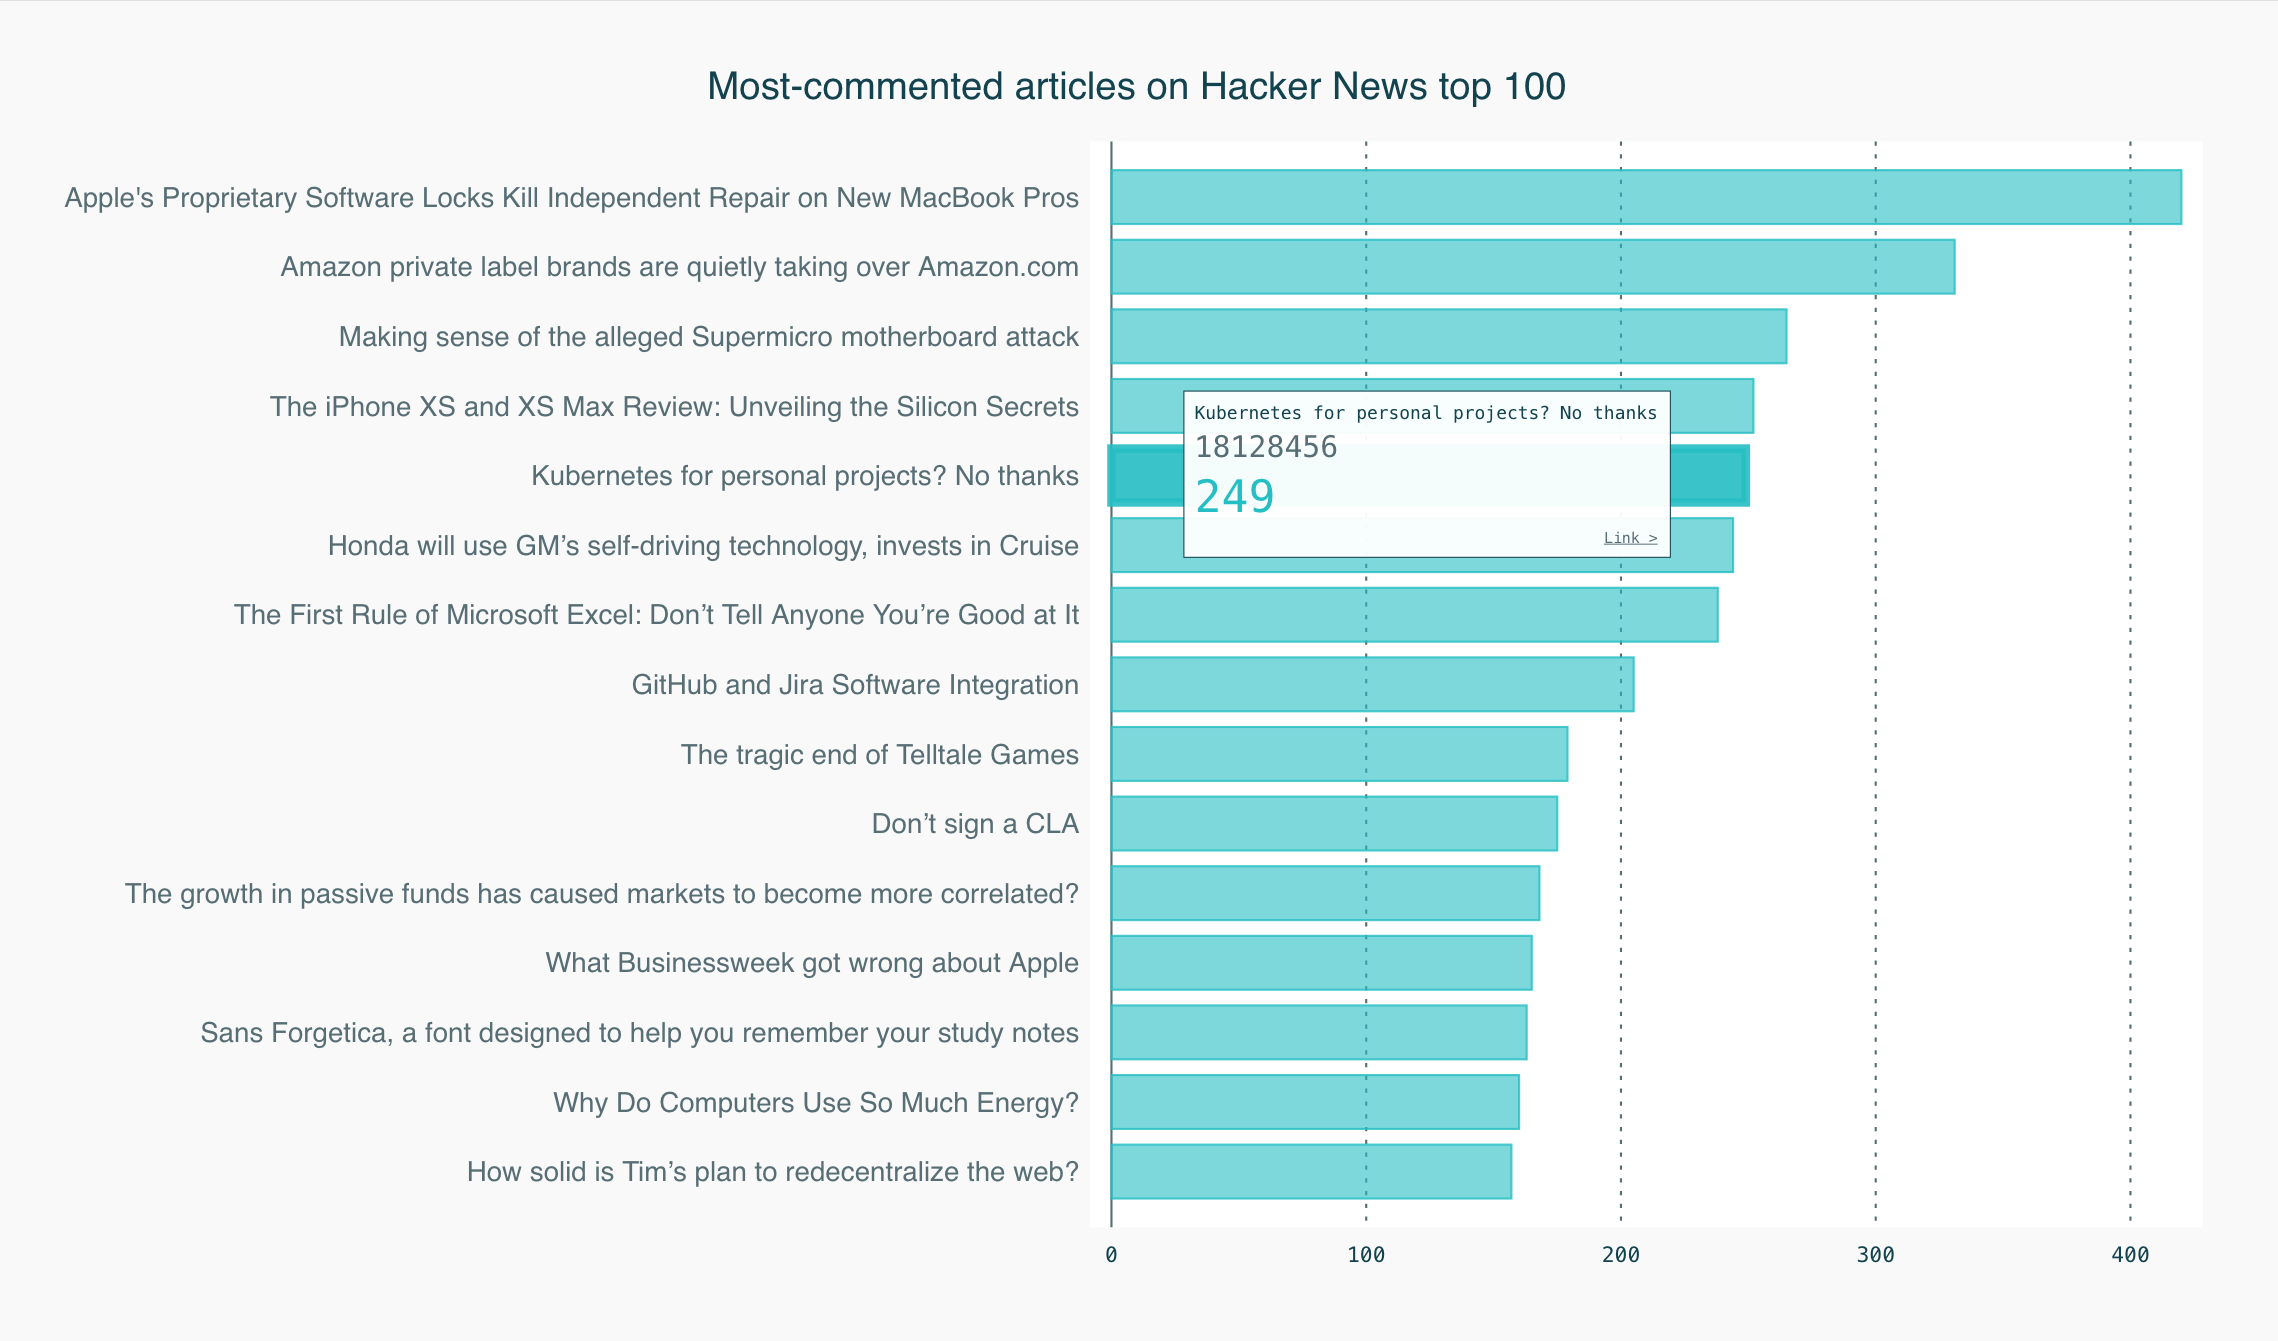 Most-commented articles on Hacker News top 100
Apple's Proprietary Software Locks Kill Independent Repair on New MacBook Pros
Amazon private label brands are quietly taking over Amazon.com
Making sense of the alleged Supermicro motherboard attack
The iPhone XS and XS Max Review: Unveiling the Silicon Secrets
Kubernetes for personal projects? No thanks
Kubernetes for personal projects? No thanks
18128456
249
Link >
Honda will use GM’s self-driving technology, invests in Cruise
The First Rule of Microsoft Excel: Don’t Tell Anyone You’re Good at It
GitHub and Jira Software Integration
The tragic end of Telltale Games
Don’t sign a CLA
The growth in passive funds has caused markets to become more correlated?
What Businessweek got wrong about Apple
Sans Forgetica, a font designed to help you remember your study notes
Why Do Computers Use So Much Energy?
How solid is Tim’s plan to redecentralize the web?
0 100 200 300 400